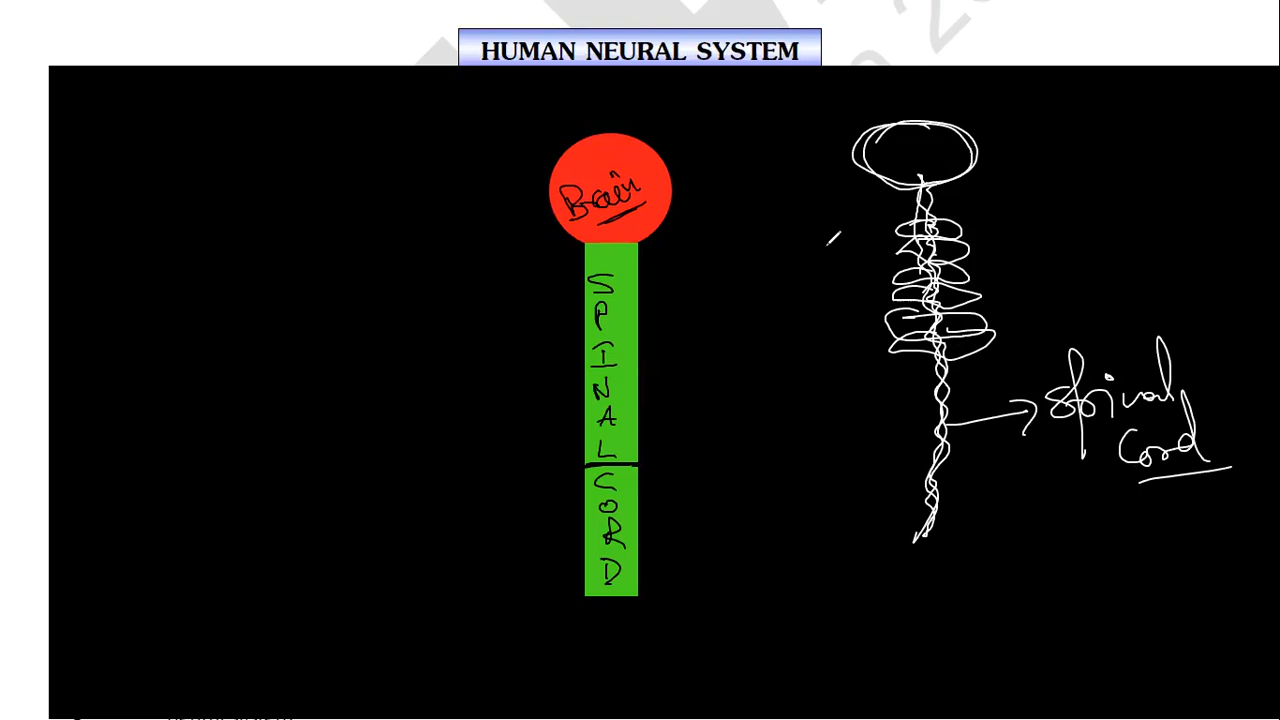 HUMAN NEURAL SYSTEM
Brain
SPINAL
CORD
Spinal
Cord